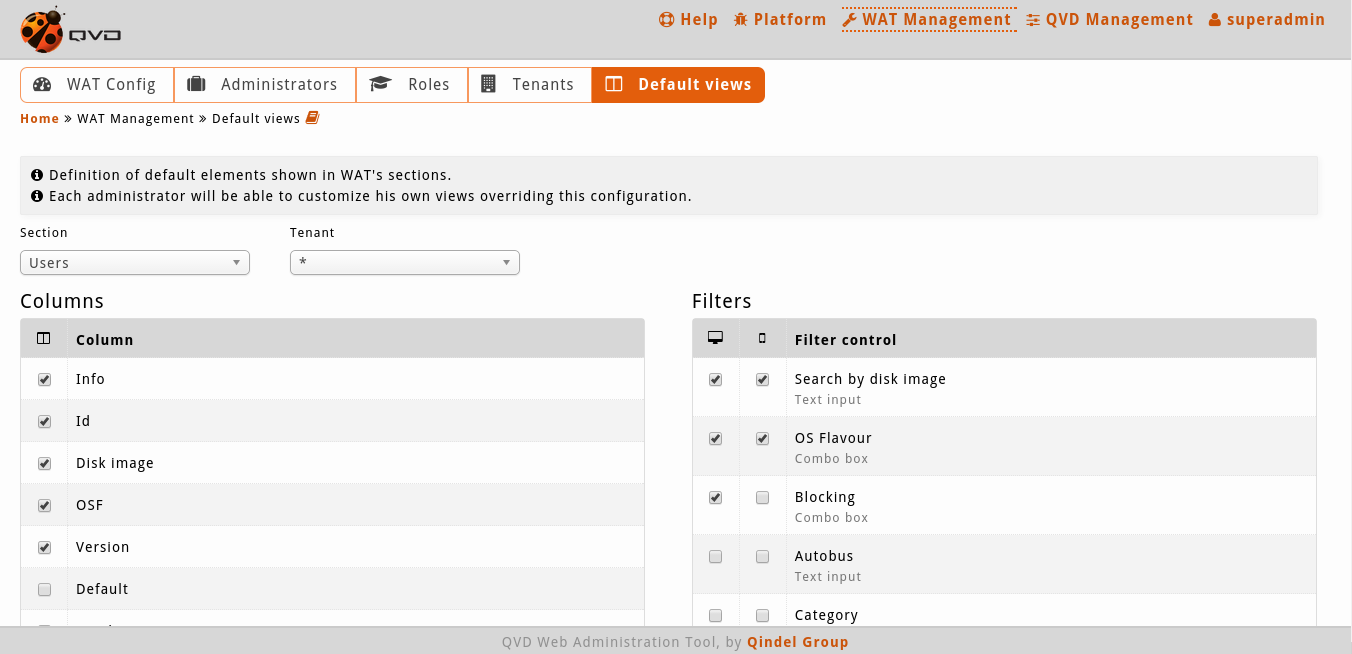 QVD
Help Platform WAT Management QVD Management superadmin
WAT Config Administrators Roles Tenants Default views
Home » WAT Management » Default views
Definition of default elements shown in WAT's sections.
Each administrator will be able to customize his own views overriding this configuration.
Section Tenant
Users *
Columns
Column
Info
Id
Disk image
OSF
Version
Default
Filters
Filter control
Search by disk image
Text input
OS Flavour
Combo box
Blocking
Combo box
Autobus
Text input
Category
QVD Web Administration Tool, by Qindel Group